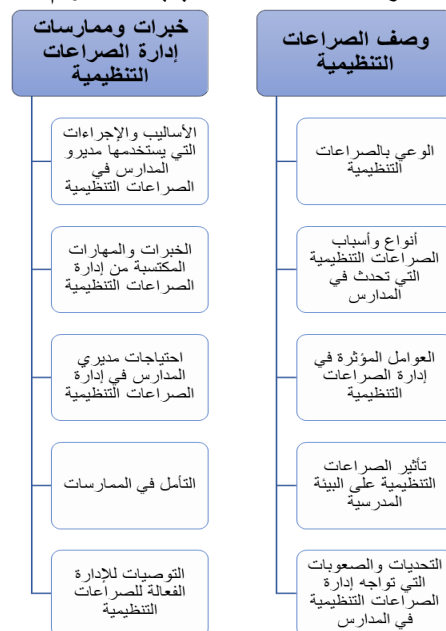 وصف الصراعات
التنظيمية
الوعي بالصراعات
التنظيمية
أنواع وأسباب
الصراعات التنظيمية
التي تحدث في
المدارس
العوامل المؤثرة في
إدارة الصراعات
التنظيمية
تأثير الصراعات
التنظيمية على البيئة
المدرسية
التحديات والصعوبات
التي تواجه إدارة
الصراعات التنظيمية
في المدارس
خبرات وممارسات
إدارة الصراعات
التنظيمية
الأساليب والإجراءات
التي يستخدمها مديرو
المدارس في
الصراعات التنظيمية
الخبرات والمهارات
المكتسبة من إدارة
الصراعات التنظيمية
احتياجات مديري
المدارس في إدارة
الصراعات التنظيمية
التأمل في الممارسات
التوصيات للإدارة
الفعالة للصراعات
التنظيمية